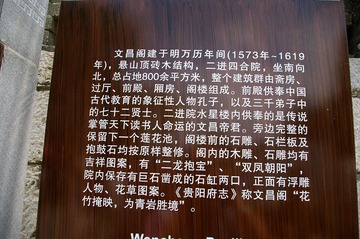 文昌阁建于明万历年间(1573年-1619
年)，悬山顶砖木结构，二进四合院，坐南向
北，总占地800余平方米，整个建筑群由斋房、
过厅、前殿、厢房、阁楼组成。前殿供奉中国
古代教育的象征性人物孔子，以及三千弟子中
的七十二贤士。二进院水星楼内供奉的是传说
掌管天下读书人命运的文昌帝君。旁边完整的
保留下一个莲花池，阁楼前的石雕、石栏板及
抱鼓石均按原样整修。阁内的木雕、石雕均有
吉祥图案，有“二龙抱宝”、“双凤朝阳”，
院内保存有巨石凿成的石缸两口，正面有浮雕
人物、花草图案。《贵阳府志》称文昌阁“花
竹掩映，为青岩胜境”。